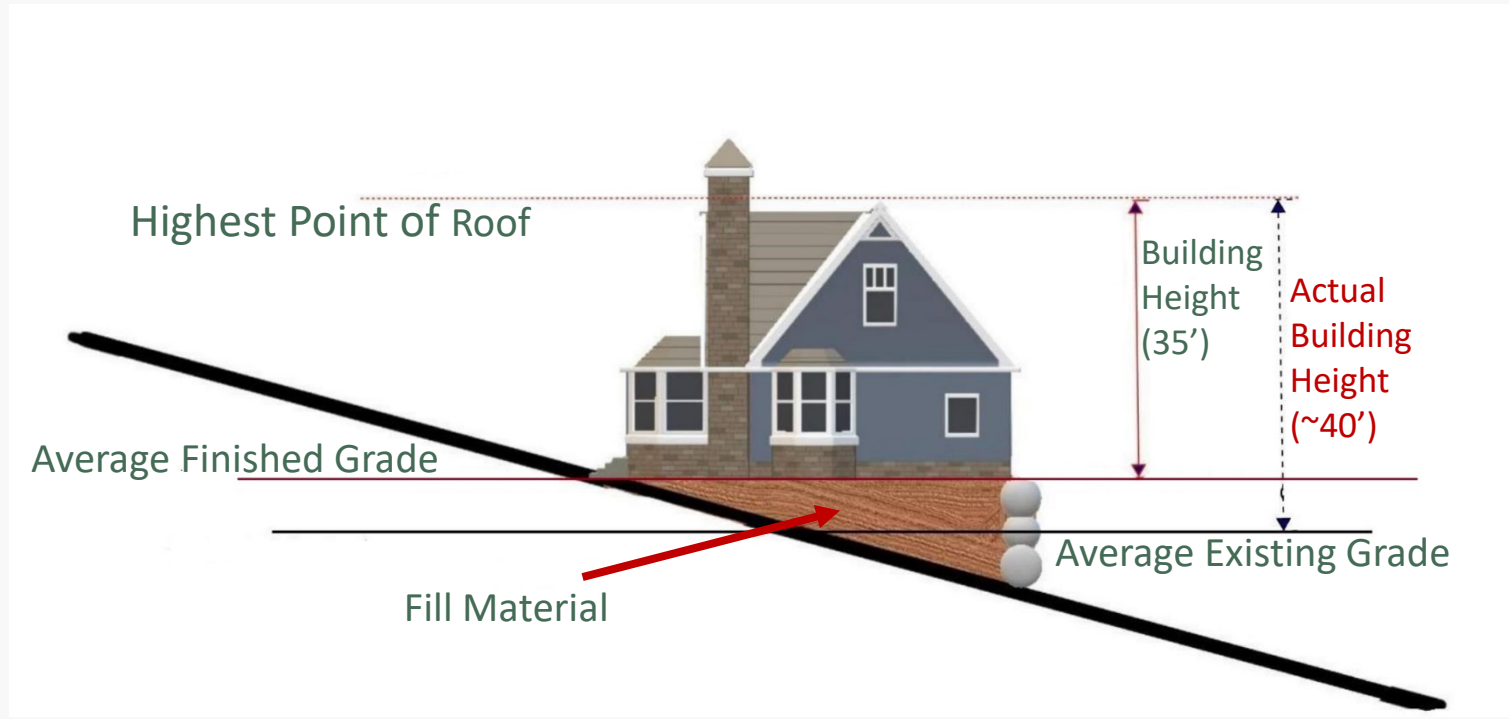 Highest Point of Roof
Building
Height
(35’)
Actual
Building
Height
(~40’)
Average Finished Grade
Average Existing Grade
Fill Material